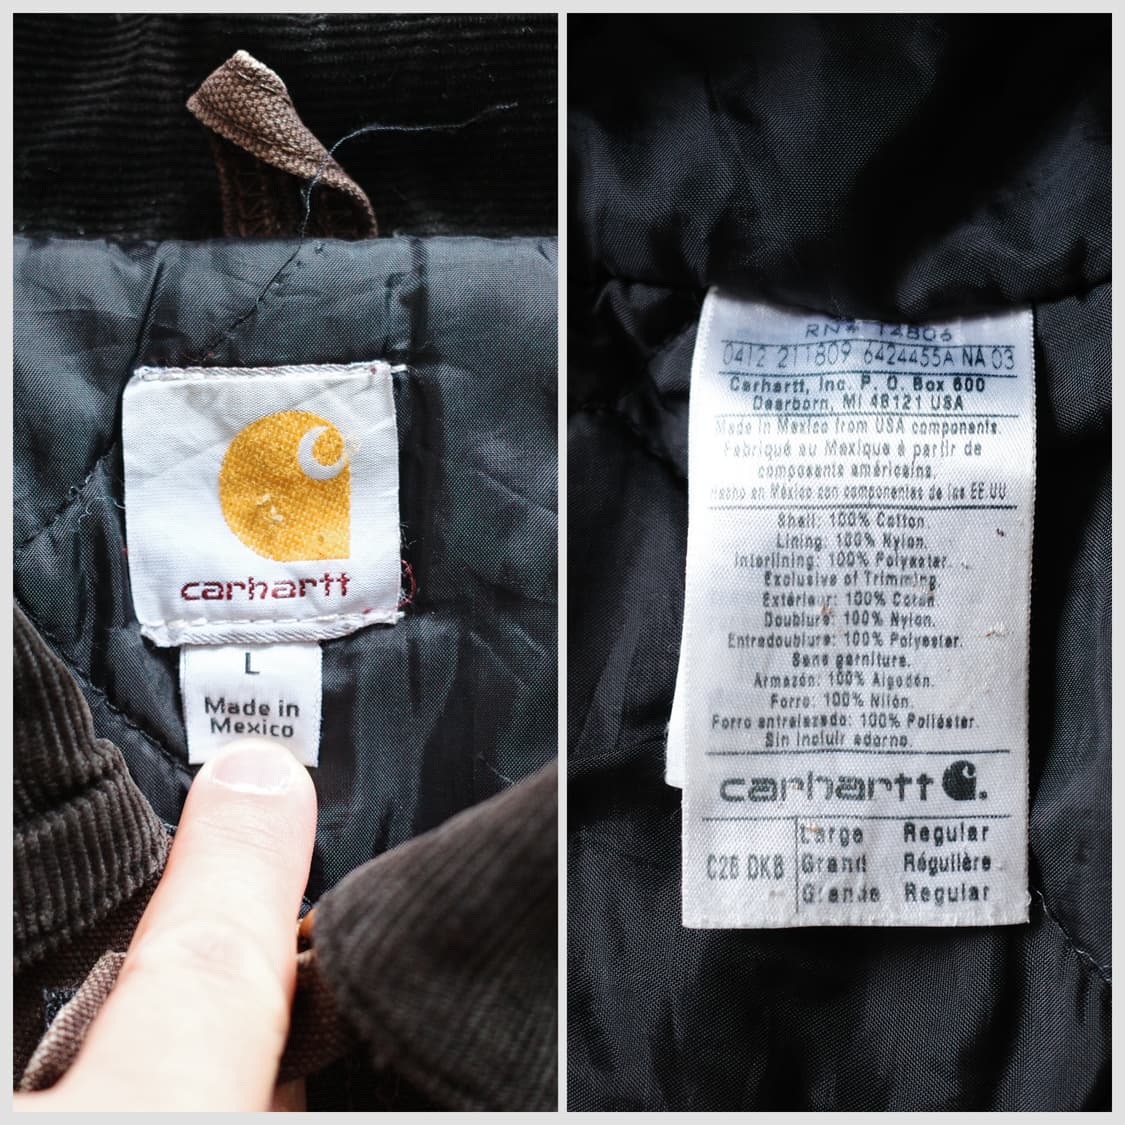 carhartt
L
Made in
Mexico
RN# 14806
0412 211809 6424455A NA 03
Carhartt, Inc. P. O. Box 600
Dearborn, MI 48121 USA
Made in Mexico from USA components.
Fabriqué au Mexique à partir de
composants américains.
Hecho en México con componentes de los EE UU
Shell: 100% Cotton.
Lining: 100% Nylon.
Interlining: 100% Polyester.
Exclusive of Trimming.
Extérieur: 100% Coton
Doublure: 100% Nylon.
Entredoublure: 100% Polyester.
Sans garniture.
Armazón: 100% Algodón.
Forro: 100% Nilón.
Forro entrelazado: 100% Poliéster.
Sin incluir adorno.
carhartt
C26 DKB
Large Regular
Grand Régulière
Grande Regular